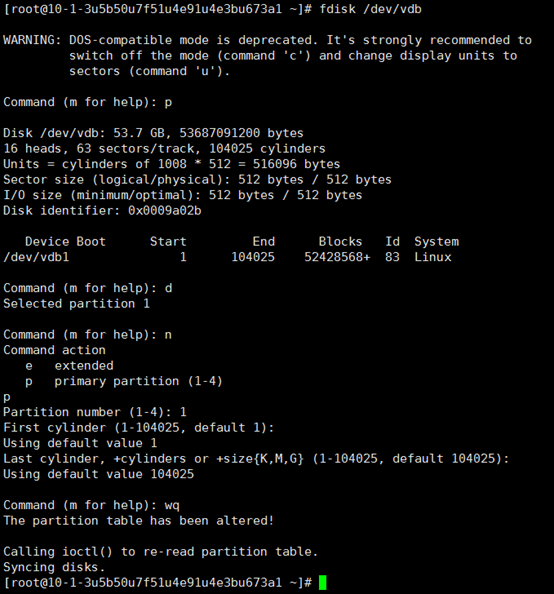 [root@10-1-3u5b50u7f51u4e91u4e3bu673a1 ~]# fdisk /dev/vdb
WARNING: DOS-compatible mode is deprecated. It's strongly recommended to
switch off the mode (command 'c') and change display units to
sectors (command 'u').
Command (m for help): p
Disk /dev/vdb: 53.7 GB, 53687091200 bytes
16 heads, 63 sectors/track, 104025 cylinders
Units = cylinders of 1008 * 512 = 516096 bytes
Sector size (logical/physical): 512 bytes / 512 bytes
I/O size (minimum/optimal): 512 bytes / 512 bytes
Disk identifier: 0x0009a02b
Device Boot Start End Blocks Id System
/dev/vdb1 1 104025 52428568+ 83 Linux
Command (m for help): d
Selected partition 1
Command (m for help): n
Command action
e extended
p primary partition (1-4)
p
Partition number (1-4): 1
First cylinder (1-104025, default 1):
Using default value 1
Last cylinder, +cylinders or +size{K,M,G} (1-104025, default 104025):
Using default value 104025
Command (m for help): wq
The partition table has been altered!
Calling ioctl() to re-read partition table.
Syncing disks.
[root@10-1-3u5b50u7f51u4e91u4e3bu673a1 ~]#